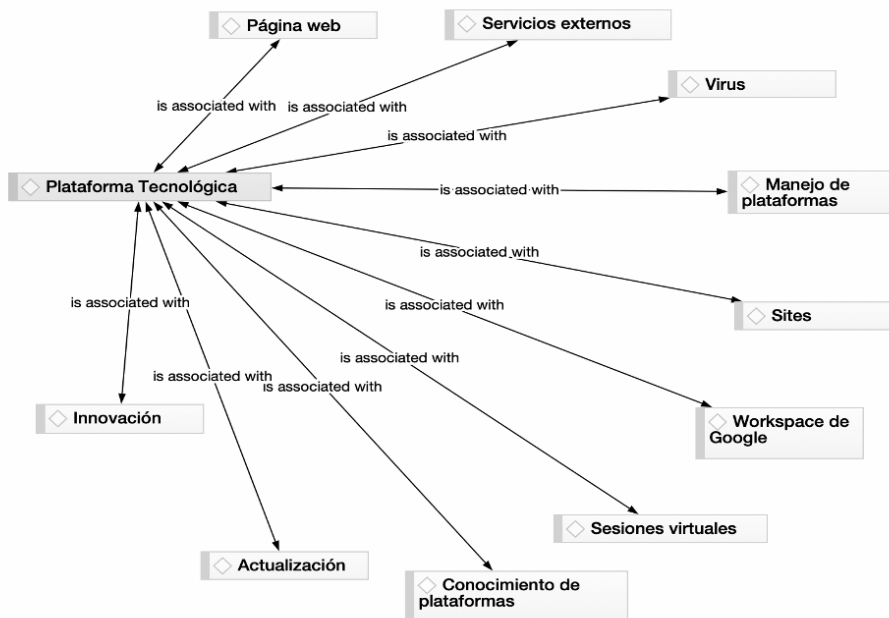 Página web
Servicios externos
is associated with
is associated with
Virus
is associated with
Plataforma Tecnológica
is associated with
Manejo de
plataformas
is associated with
Sites
is associated with
is associated with
is associated with
is associated with
is associated with
Innovación
Workspace de
Google
Sesiones virtuales
Actualización
Conocimiento de
plataformas